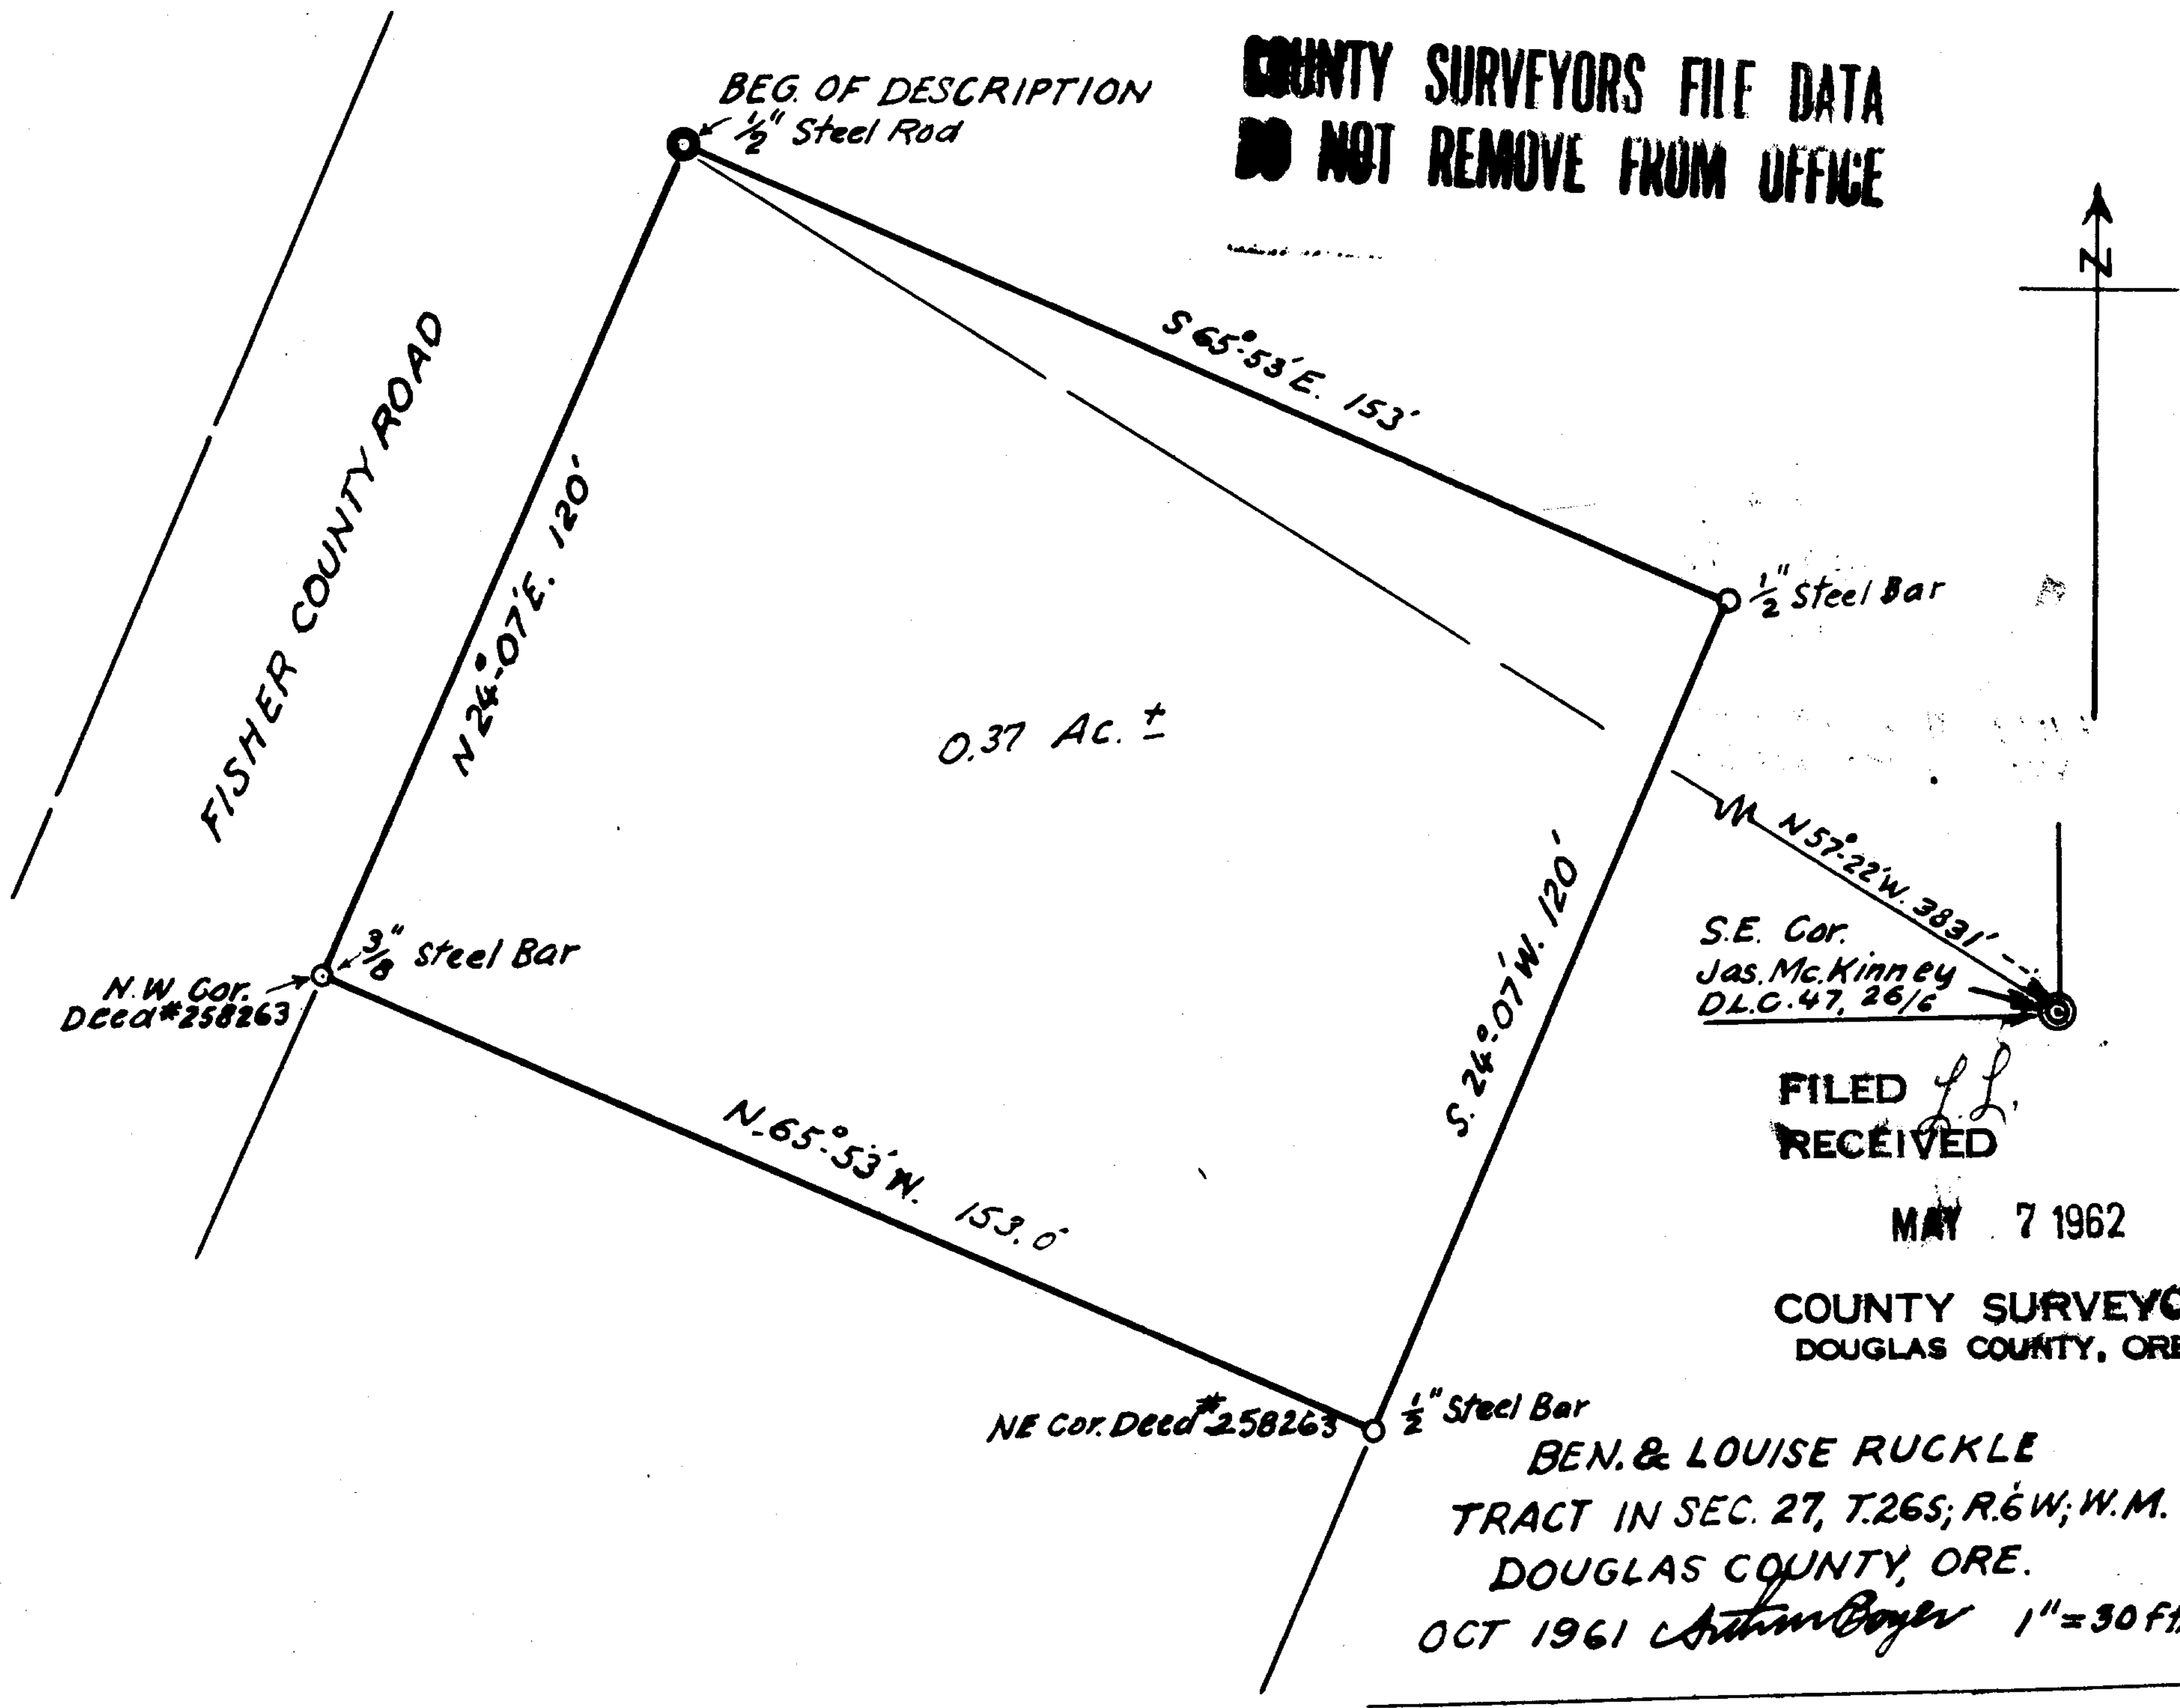 COUNTY SURVEYORS FILE DATA
DO NOT REMOVE FROM OFFICE
BEG. OF DESCRIPTION
1/2" Steel Rod
N
S 65°-53' E. 153'
FISHER COUNTY ROAD
N 24°-07' E. 120'
1/2" Steel Bar
0.37 Ac. ±
N 57°-22' W. 3831'
S. 24°-07' W. 120'
S.E. Cor.
Jas. Mc.Kinney
D.L.C. 47, 26/6
3/8" Steel Bar
N.W Cor.
Deed #258263
FILED
RECEIVED
MAY 7 1962
COUNTY SURVEYO
DOUGLAS COUNTY, ORE
N. 65°-53' W. 153.0'
NE Cor. Deed #258263
1/2" Steel Bar
BEN. & LOUISE RUCKLE
TRACT IN SEC. 27, T.26S; R.6W; W.M.
DOUGLAS COUNTY, ORE.
OCT 1961 Arthur Boyer 1"=30 ft.